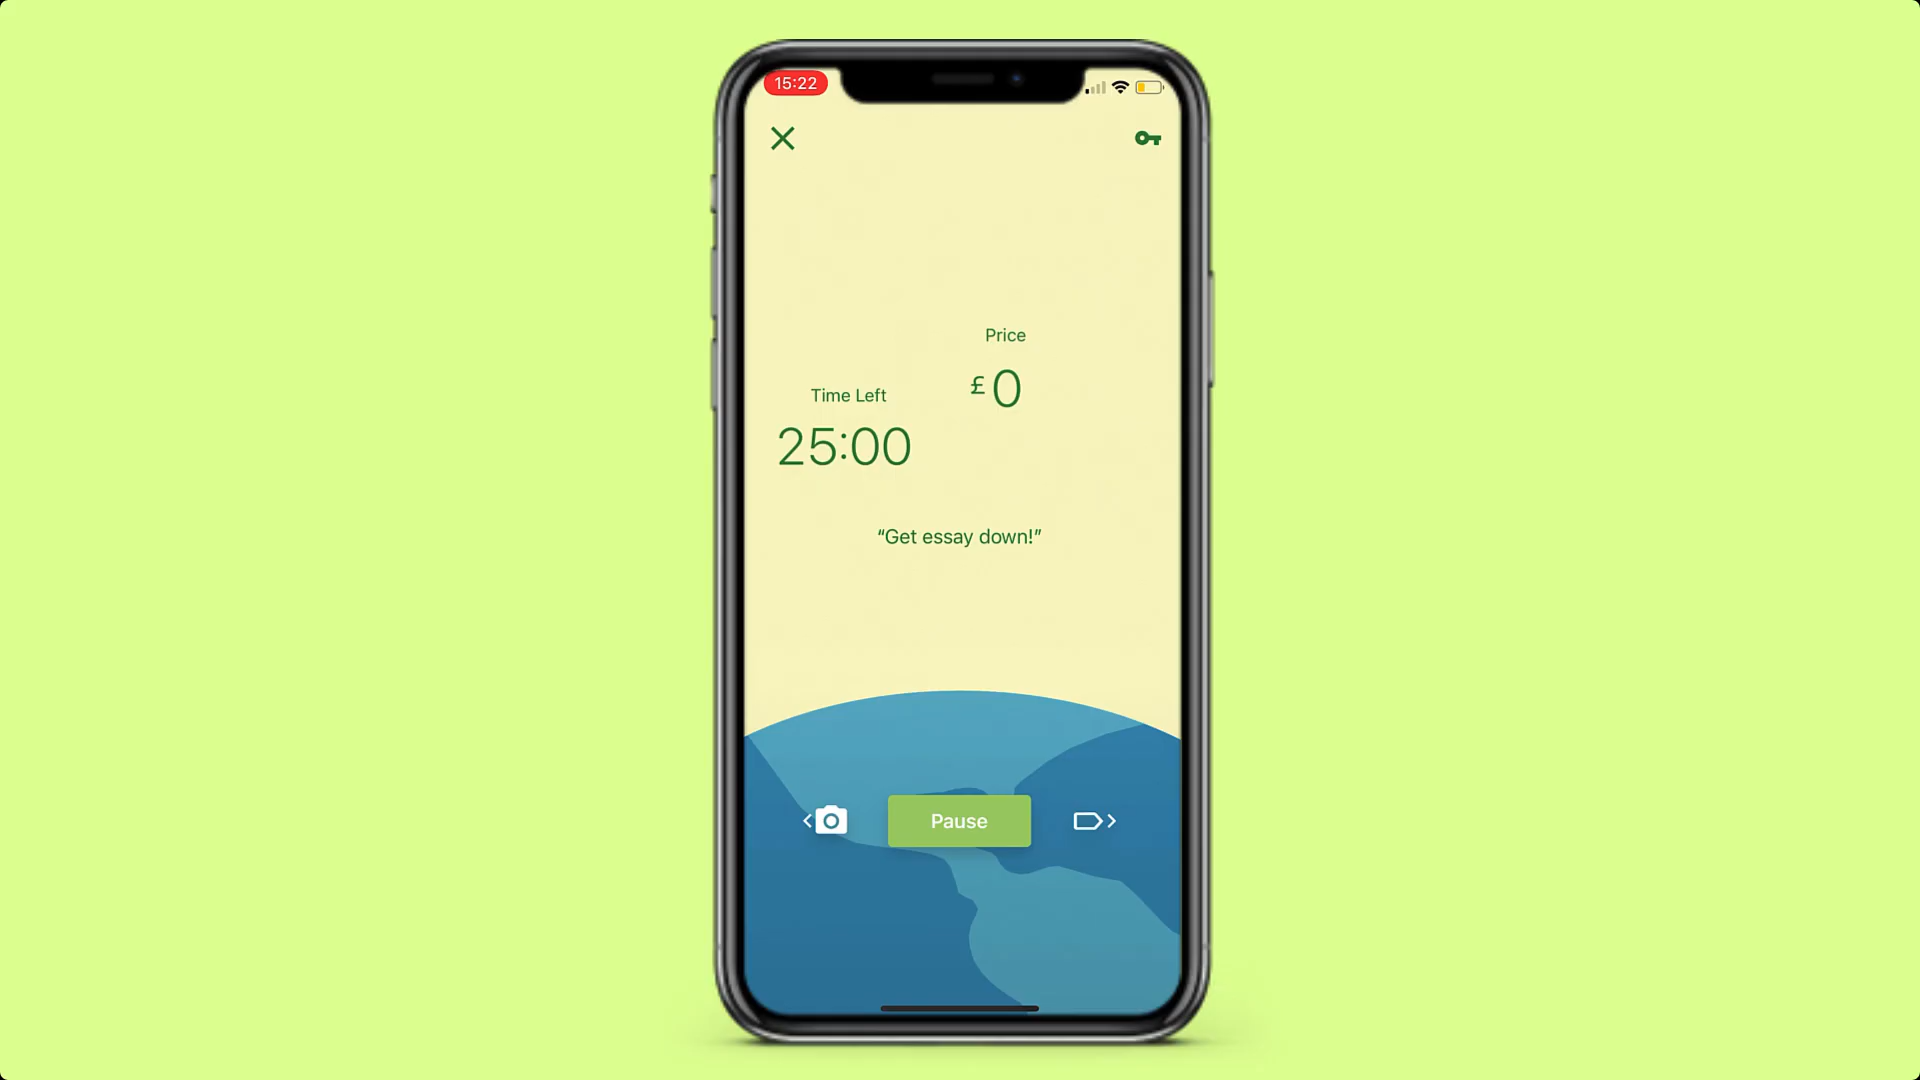 15:22
Price
£0
Time Left
25:00
“Get essay down!”
Pause